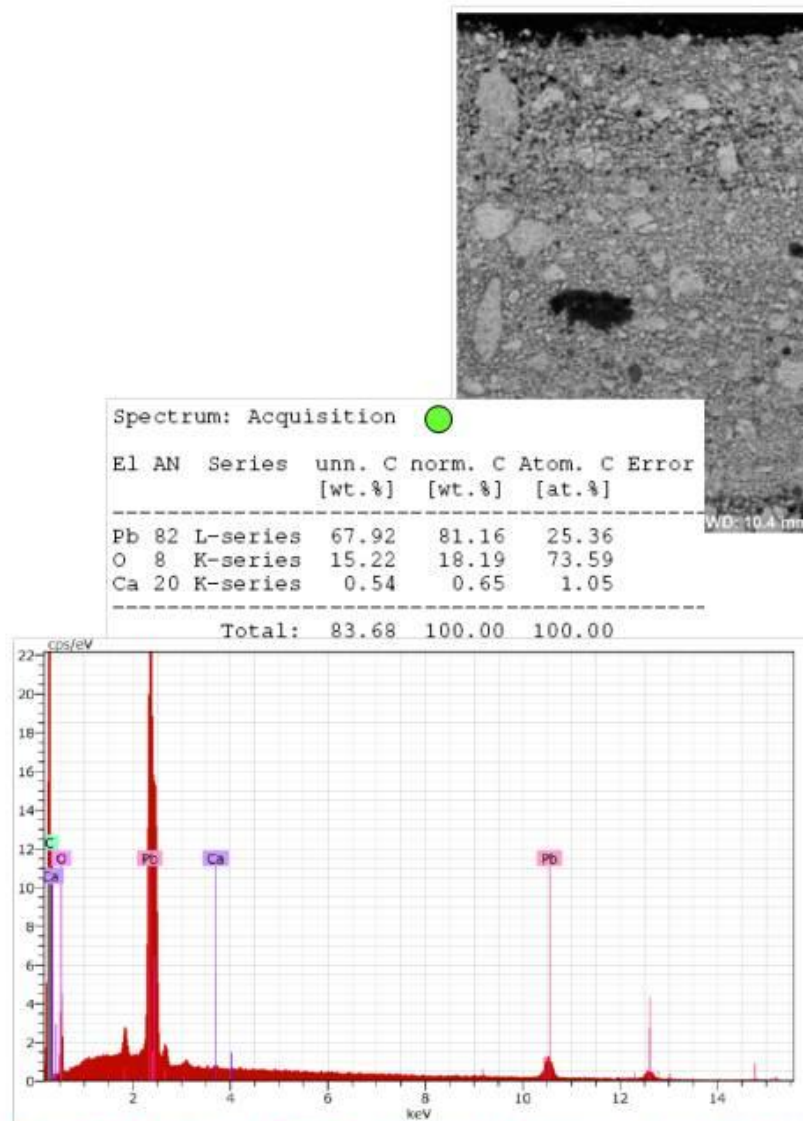 WD: 10.4 mm
Spectrum: Acquisition
El AN Series unn. C norm. C Atom. C Error
[wt.%] [wt.%] [at.%]
Pb 82 L-series 67.92 81.16 25.36
O 8 K-series 15.22 18.19 73.59
Ca 20 K-series 0.54 0.65 1.05
Total: 83.68 100.00 100.00
cps/eV
22
20
18
16
14
12
10
8
6
4
2
0
C
O
Ca
Pb
Ca
Pb
2 4 6 8 10 12 14
keV